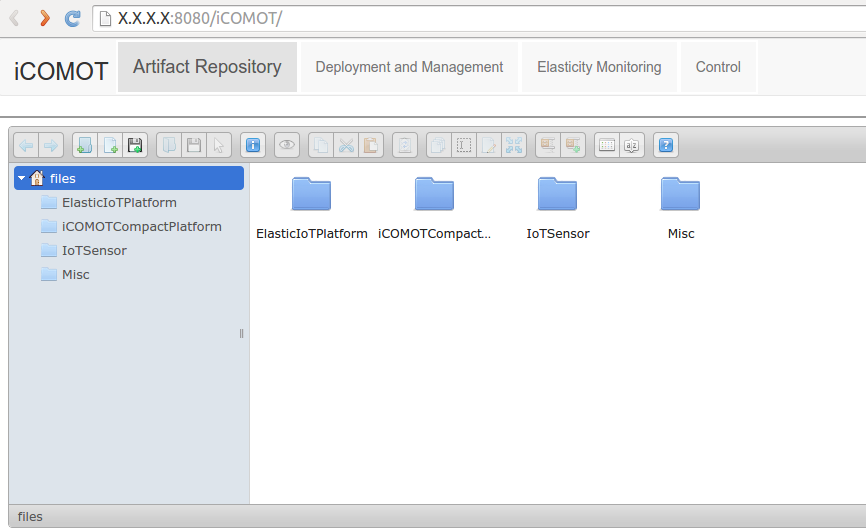 X.X.X.X:8080/iCOMOT/
iCOMOT Artifact Repository Deployment and Management Elasticity Monitoring Control
files
ElasticIoTPlatform
iCOMOTCompactPlatform
IoTSensor
Misc
ElasticIoTPlatform iCOMOTCompact... IoTSensor Misc
files